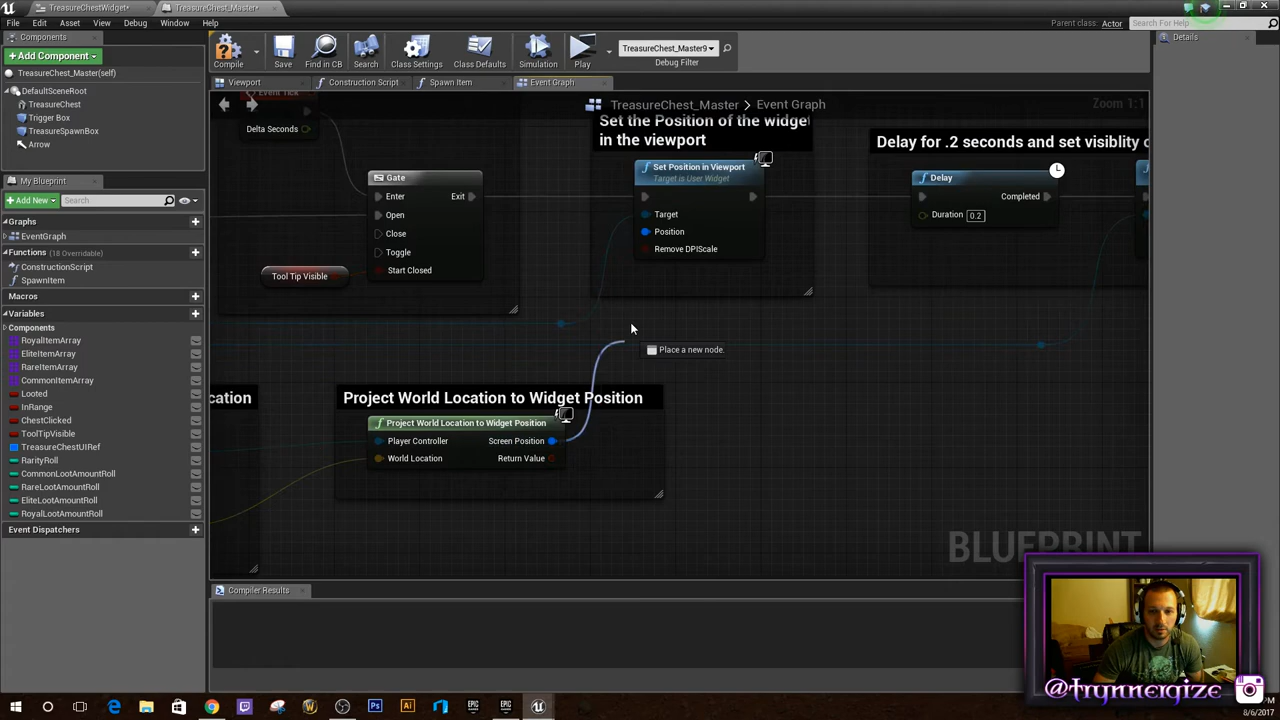 TreasureChestWidget*
TreasureChest_Master*
File Edit Asset View Debug Window Help
Parent class: Actor
Search For Help
Components
Add Component
TreasureChest_Master(self)
DefaultSceneRoot
TreasureChest
Trigger Box
TreasureSpawnBox
Arrow
My Blueprint
Add New
Search
Graphs
EventGraph
Functions (18 Overridable)
ConstructionScript
SpawnItem
Macros
Variables
Components
RoyalItemArray
EliteItemArray
RareItemArray
CommonItemArray
Looted
InRange
ChestClicked
ToolTipVisible
TreasureChestUIRef
RarityRoll
CommonLootAmountRoll
RareLootAmountRoll
EliteLootAmountRoll
RoyalLootAmountRoll
Event Dispatchers
Compile
Save
Find in CB
Search
Class Settings
Class Defaults
Simulation
Play
TreasureChest_Master9
Debug Filter
Viewport
Construction Script
Spawn Item
Event Graph
Details
TreasureChest_Master > Event Graph
Zoom 1:1
Event Tick
Delta Seconds
Gate
Enter Exit
Open
Close
Toggle
Start Closed
Tool Tip Visible
Set the Position of the widge
in the viewport
Set Position in Viewport
Target is User Widget
Target
Position
Remove DPIScale
Delay for .2 seconds and set visiblity o
Delay
Completed
Duration 0.2
Place a new node.
ocation
Project World Location to Widget Position
Project World Location to Widget Position
Player Controller Screen Position
World Location Return Value
BLUEPRINT
Compiler Results
@frynnergize
8/6/2017